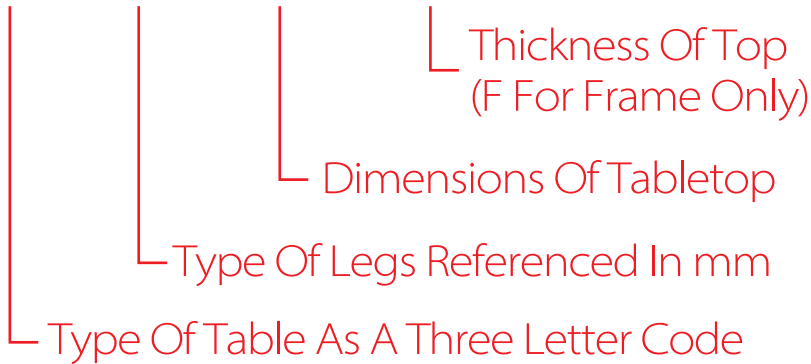 Thickness Of Top
(F For Frame Only)
Dimensions Of Tabletop
Type Of Legs Referenced In mm
Type Of Table As A Three Letter Code